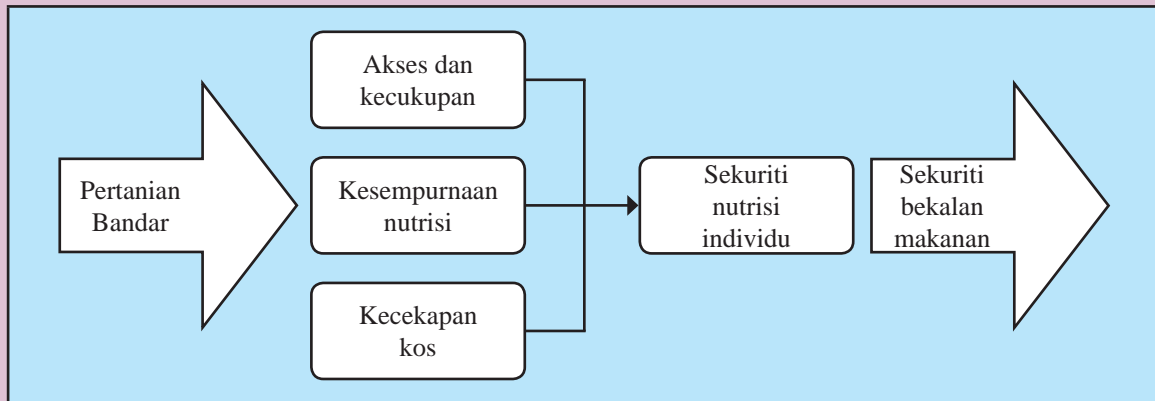 Pertanian
Bandar
Akses dan
kecukupan
Kesempurnaan
nutrisi
Kecekapan
kos
Sekuriti
nutrisi
individu
Sekuriti
bekalan
makanan